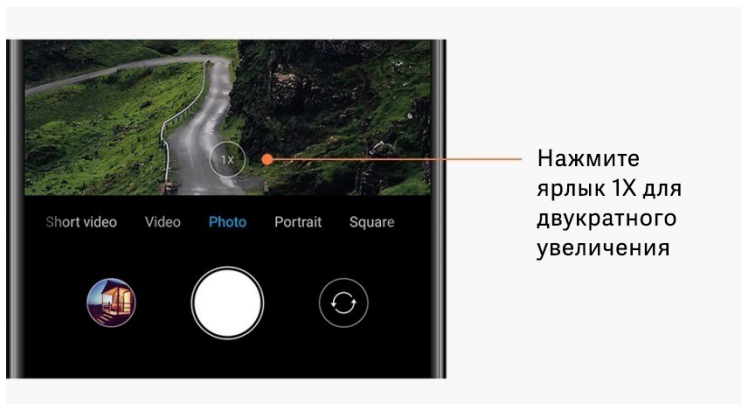 1X
Short video Video Photo Portrait Square
Нажмите
ярлык 1X для
двукратного
увеличения